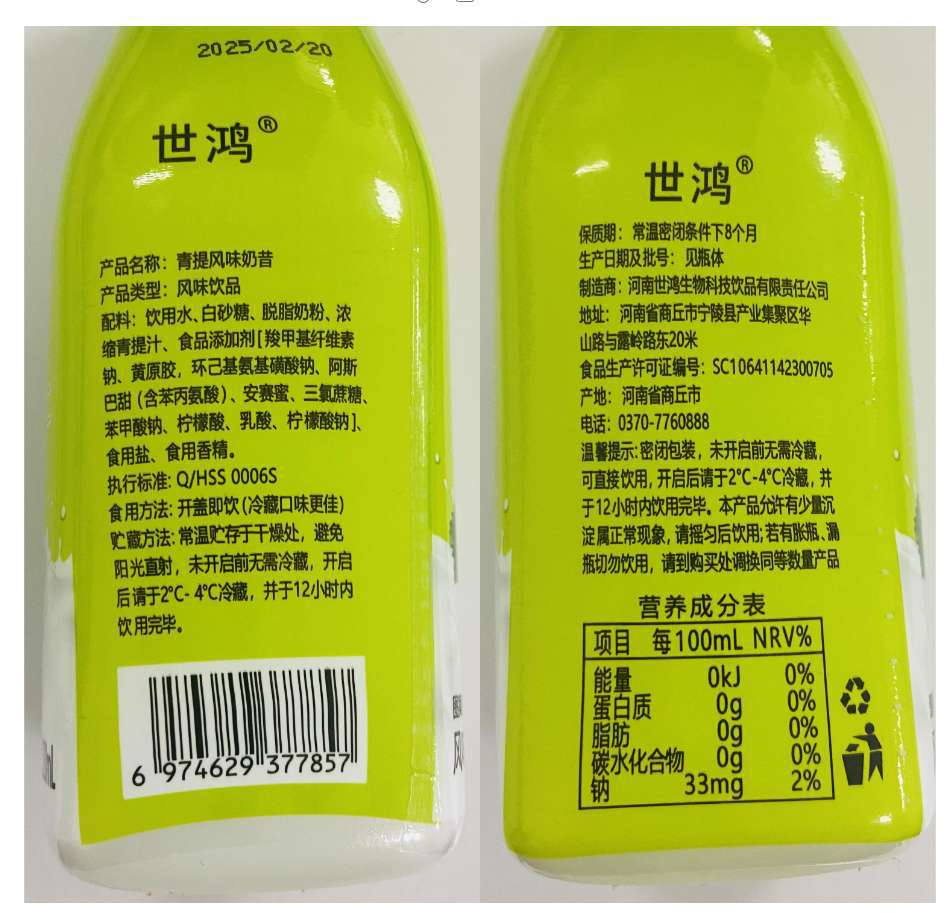 2025/02/20
世鸿®
产品名称：青提风味奶昔
产品类型：风味饮品
配料：饮用水、白砂糖、脱脂奶粉、浓
缩青提汁、食品添加剂[羧甲基纤维素
钠、黄原胶，环己基氨基磺酸钠、阿斯
巴甜（含苯丙氨酸）、安赛蜜、三氯蔗糖、
苯甲酸钠、柠檬酸、乳酸、柠檬酸钠]、
食用盐、食用香精。
执行标准: Q/HSS 0006S
食用方法: 开盖即饮(冷藏口味更佳)
贮藏方法: 常温贮存于干燥处，避免
阳光直射，未开启前无需冷藏，开启
后请于2°C- 4°C冷藏，并于12小时内
饮用完毕。
6 974629 377857
世鸿®
保质期：常温密闭条件下8个月
生产日期及批号：见瓶体
制造商：河南世鸿生物科技饮品有限责任公司
地址：河南省商丘市宁陵县产业集聚区华
山路与露岭路东20米
食品生产许可证编号：SC10641142300705
产地：河南省商丘市
电话：0370-7760888
温馨提示: 密闭包装，未开启前无需冷藏，
可直接饮用，开启后请于2°C-4°C冷藏，并
于12小时内饮用完毕。本产品允许有少量沉
淀属正常现象，请摇匀后饮用; 若有胀瓶、漏
瓶切勿饮用，请到购买处调换同等数量产品
营养成分表
项目 每100mL NRV%
能量 0kJ 0%
蛋白质 0g 0%
脂肪 0g 0%
碳水化合物 0g 0%
钠 33mg 2%